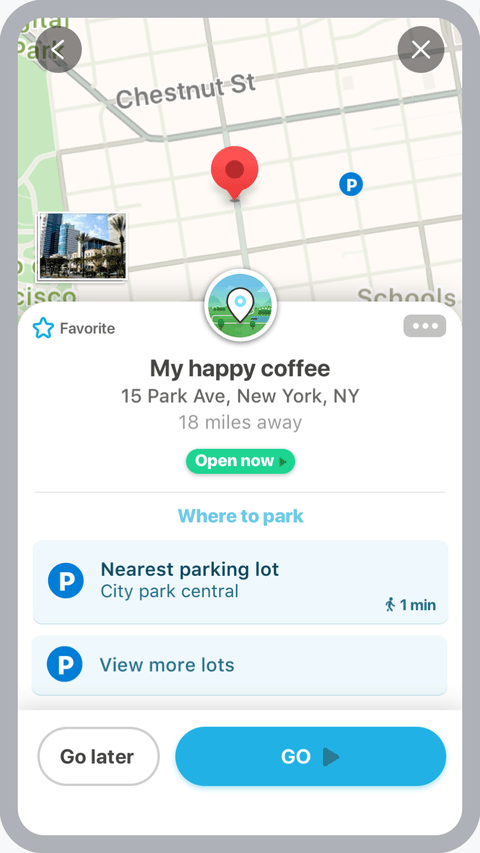 Park
Chestnut St
P
cisco
Schools
Favorite
My happy coffee
15 Park Ave, New York, NY
18 miles away
Open now
Where to park
P
Nearest parking lot
City park central
1 min
P
View more lots
Go later
GO